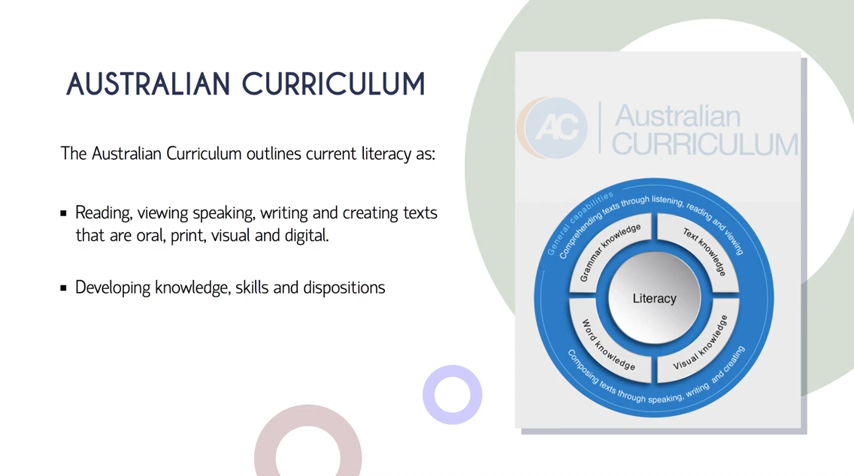 AUSTRALIAN CURRICULUM
The Australian Curriculum outlines current literacy as:
Reading, viewing speaking, writing and creating texts
that are oral, print, visual and digital.
Developing knowledge, skills and dispositions
AC
Australian
CURRICULUM
General capabilities
Comprehending texts through listening, reading and viewing
Grammar knowledge
Text knowledge
Literacy
Word knowledge
Visual knowledge
Composing texts through speaking, writing and creating